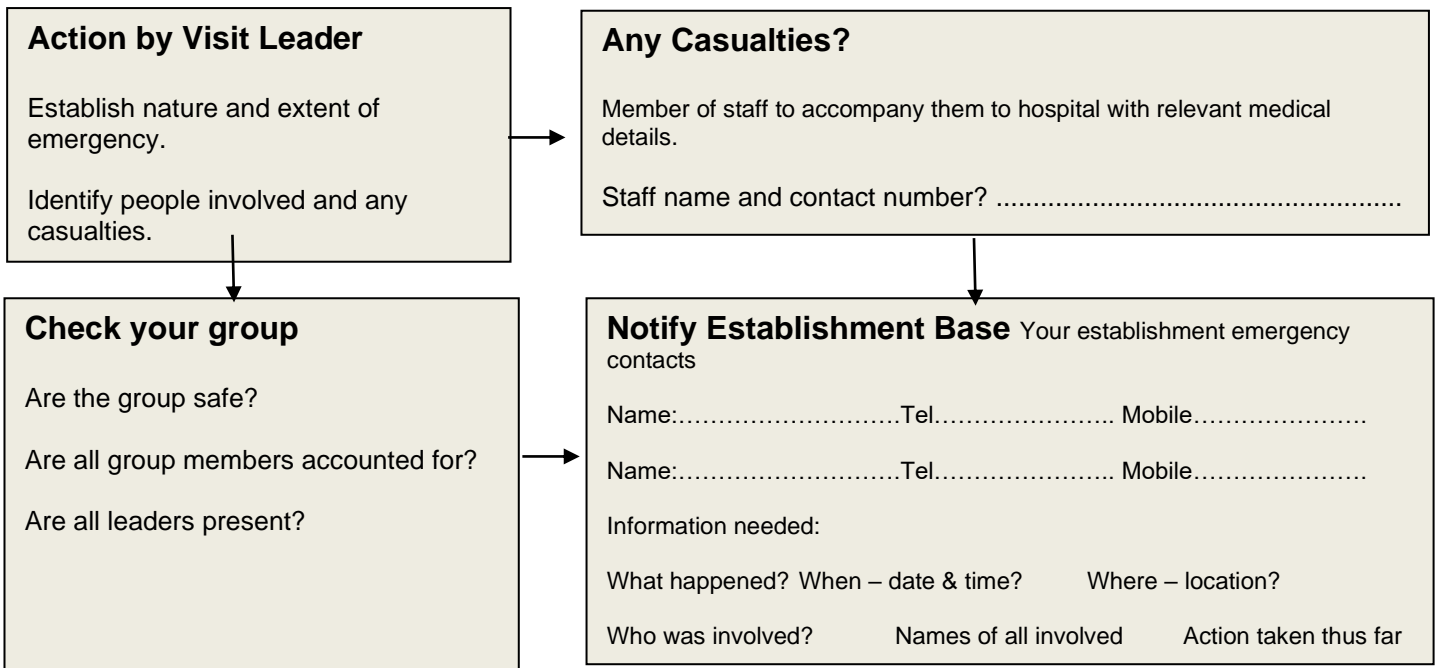 Action by Visit Leader
Establish nature and extent of
emergency.
Identify people involved and any
casualties.
Any Casualties?
Member of staff to accompany them to hospital with relevant medical
details.
Staff name and contact number? ........................................................
Check your group
Are the group safe?
Are all group members accounted for?
Are all leaders present?
Notify Establishment Base Your establishment emergency
contacts
Name:……………………….Tel.………………….. Mobile………………….
Name:……………………….Tel.………………….. Mobile………………….
Information needed:
What happened? When – date & time? Where – location?
Who was involved? Names of all involved Action taken thus far